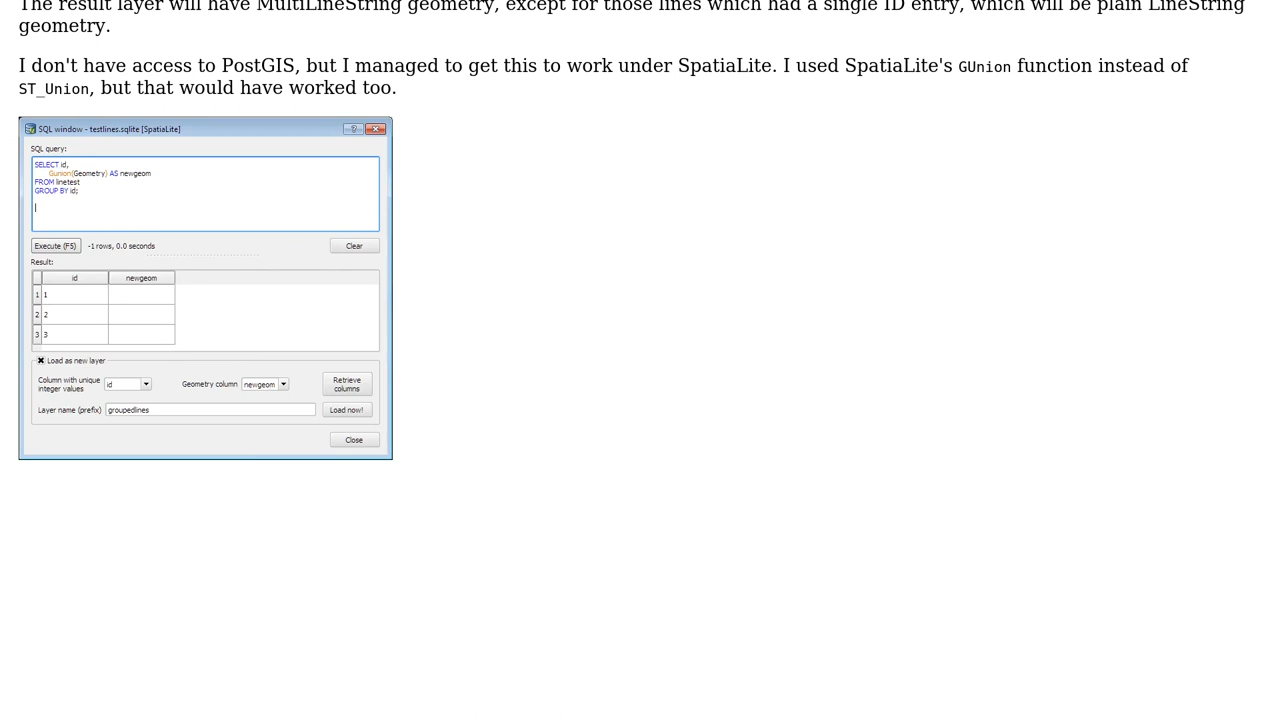 The result layer will have MultiLineString geometry, except for those lines which had a single ID entry, which will be plain LineString
geometry.
I don't have access to PostGIS, but I managed to get this to work under SpatiaLite. I used SpatiaLite's GUnion function instead of
ST_Union, but that would have worked too.
SQL window - testlines.sqlite [SpatiaLite]
?
SQL query:
SELECT id,
Gunion(Geometry) AS newgeom
FROM linetest
GROUP BY id;
Execute (F5) -1 rows, 0.0 seconds Clear
Result:
id newgeom
1 1
2 2
3 3
Load as new layer
Column with unique
integer values
id
Geometry column newgeom
Retrieve
columns
Layer name (prefix) groupedlines Load now!
Close